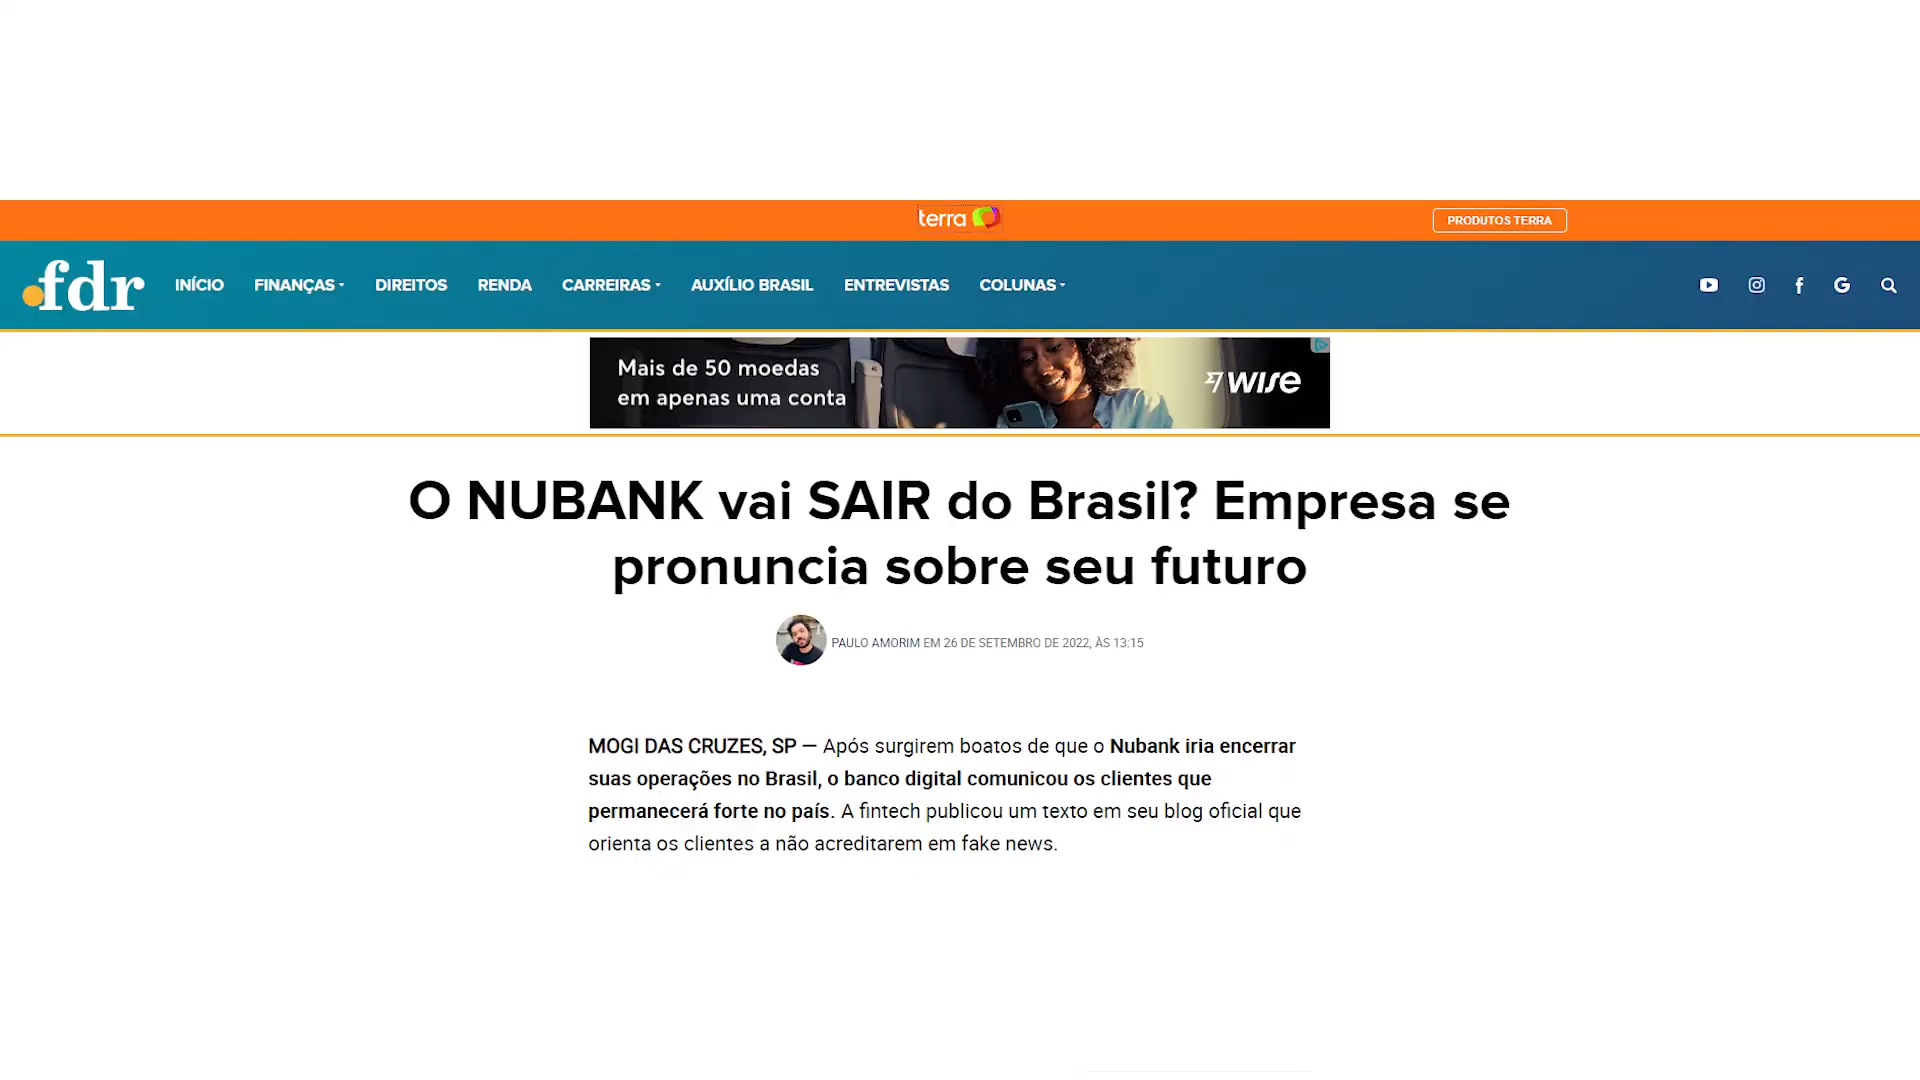 terra
PRODUTOS TERRA
fdr
INÍCIO FINANÇAS DIREITOS RENDA CARREIRAS AUXÍLIO BRASIL ENTREVISTAS COLUNAS
Mais de 50 moedas
em apenas uma conta
WISE
O NUBANK vai SAIR do Brasil? Empresa se
pronuncia sobre seu futuro
PAULO AMORIM EM 26 DE SETEMBRO DE 2022, ÀS 13:15
MOGI DAS CRUZES, SP — Após surgirem boatos de que o Nubank iria encerrar
suas operações no Brasil, o banco digital comunicou os clientes que
permanecerá forte no país. A fintech publicou um texto em seu blog oficial que
orienta os clientes a não acreditarem em fake news.